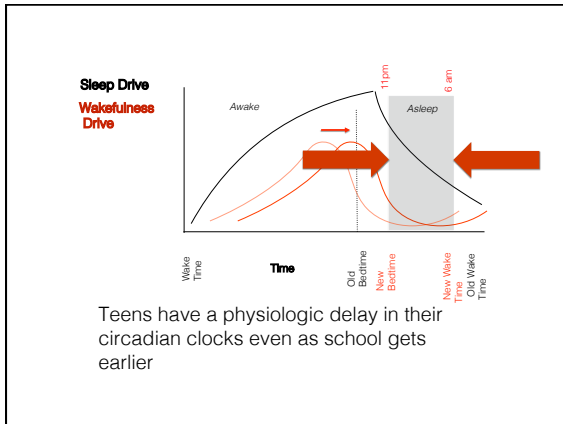 Sleep Drive
Wakefulness
Drive
Awake
11pm
Asleep
6 am
Wake
Time
Time
Old
Bedtime
New
Bedtime
New Wake
Time
Old Wake
Time
Teens have a physiologic delay in their
circadian clocks even as school gets
earlier